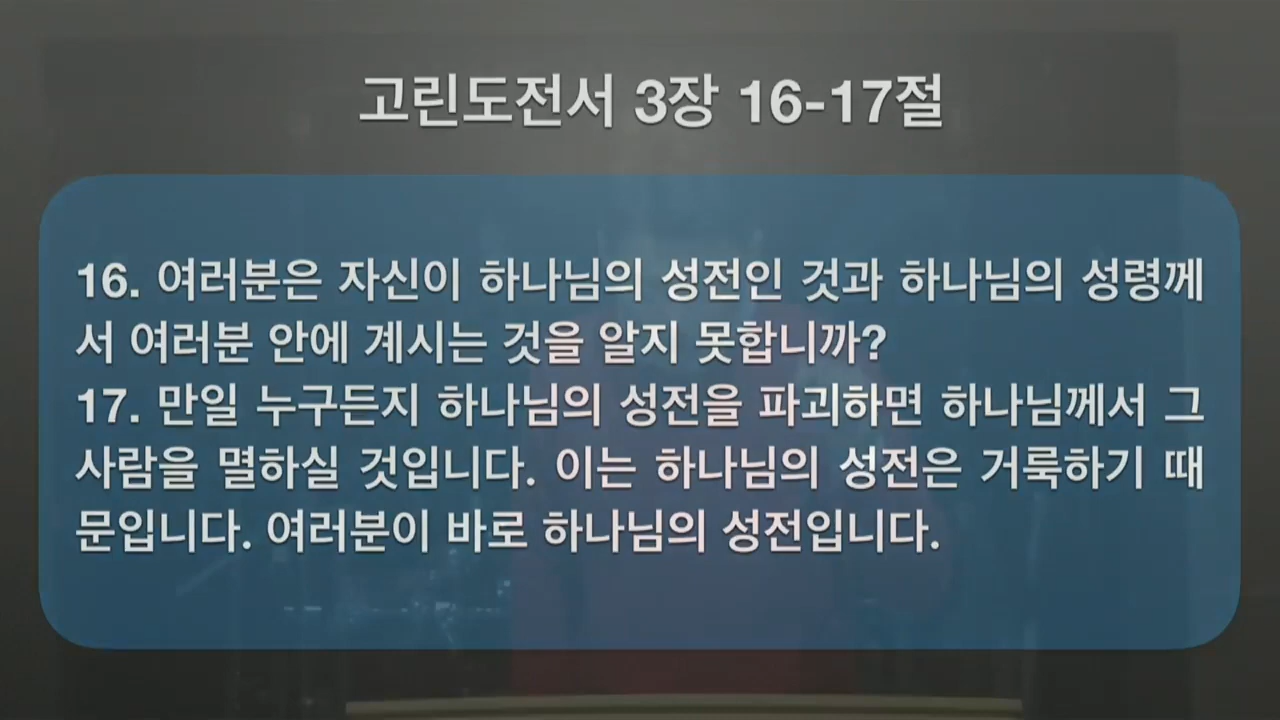 고린도전서 3장 16-17절
16. 여러분은 자신이 하나님의 성전인 것과 하나님의 성령께
서 여러분 안에 계시는 것을 알지 못합니까?
17. 만일 누구든지 하나님의 성전을 파괴하면 하나님께서 그
사람을 멸하실 것입니다. 이는 하나님의 성전은 거룩하기 때
문입니다. 여러분이 바로 하나님의 성전입니다.